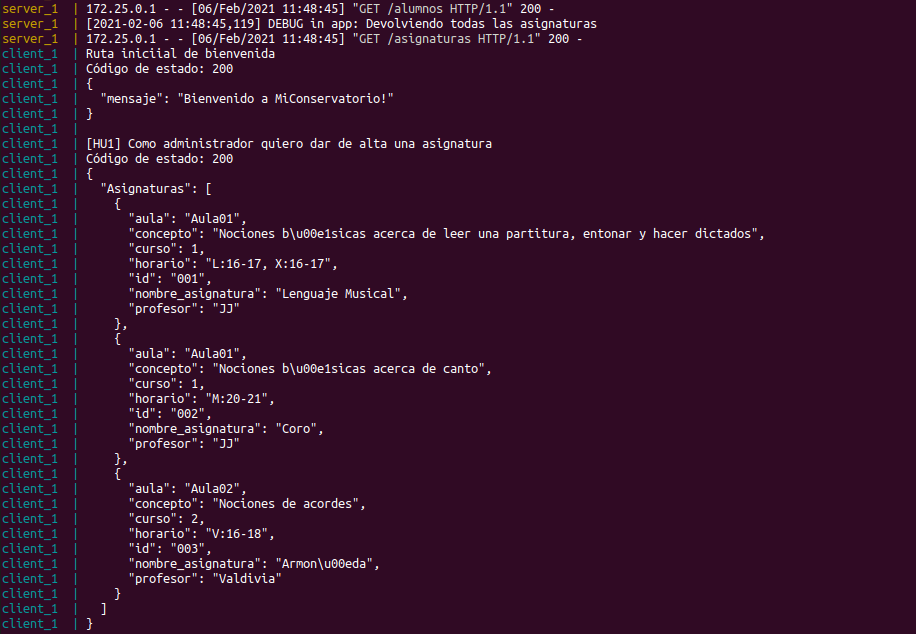 server_1  | 172.25.0.1 - - [06/Feb/2021 11:48:45] "GET /alumnos HTTP/1.1" 200 -
server_1  | [2021-02-06 11:48:45,119] DEBUG in app: Devolviendo todas las asignaturas
server_1  | 172.25.0.1 - - [06/Feb/2021 11:48:45] "GET /asignaturas HTTP/1.1" 200 -
client_1  | Ruta iniciial de bienvenida
client_1  | Código de estado: 200
client_1  | {
client_1  |   "mensaje": "Bienvenido a MiConservatorio!"
client_1  | }
client_1  |
client_1  | [HU1] Como administrador quiero dar de alta una asignatura
client_1  | Código de estado: 200
client_1  | {
client_1  |   "Asignaturas": [
client_1  |     {
client_1  |       "aula": "Aula01",
client_1  |       "concepto": "Nociones b\u00e1sicas acerca de leer una partitura, entonar y hacer dictados",
client_1  |       "curso": 1,
client_1  |       "horario": "L:16-17, X:16-17",
client_1  |       "id": "001",
client_1  |       "nombre_asignatura": "Lenguaje Musical",
client_1  |       "profesor": "JJ"
client_1  |     },
client_1  |     {
client_1  |       "aula": "Aula01",
client_1  |       "concepto": "Nociones b\u00e1sicas acerca de canto",
client_1  |       "curso": 1,
client_1  |       "horario": "M:20-21",
client_1  |       "id": "002",
client_1  |       "nombre_asignatura": "Coro",
client_1  |       "profesor": "JJ"
client_1  |     },
client_1  |     {
client_1  |       "aula": "Aula02",
client_1  |       "concepto": "Nociones de acordes",
client_1  |       "curso": 2,
client_1  |       "horario": "V:16-18",
client_1  |       "id": "003",
client_1  |       "nombre_asignatura": "Armon\u00eda",
client_1  |       "profesor": "Valdivia"
client_1  |     }
client_1  |   ]
client_1  | }